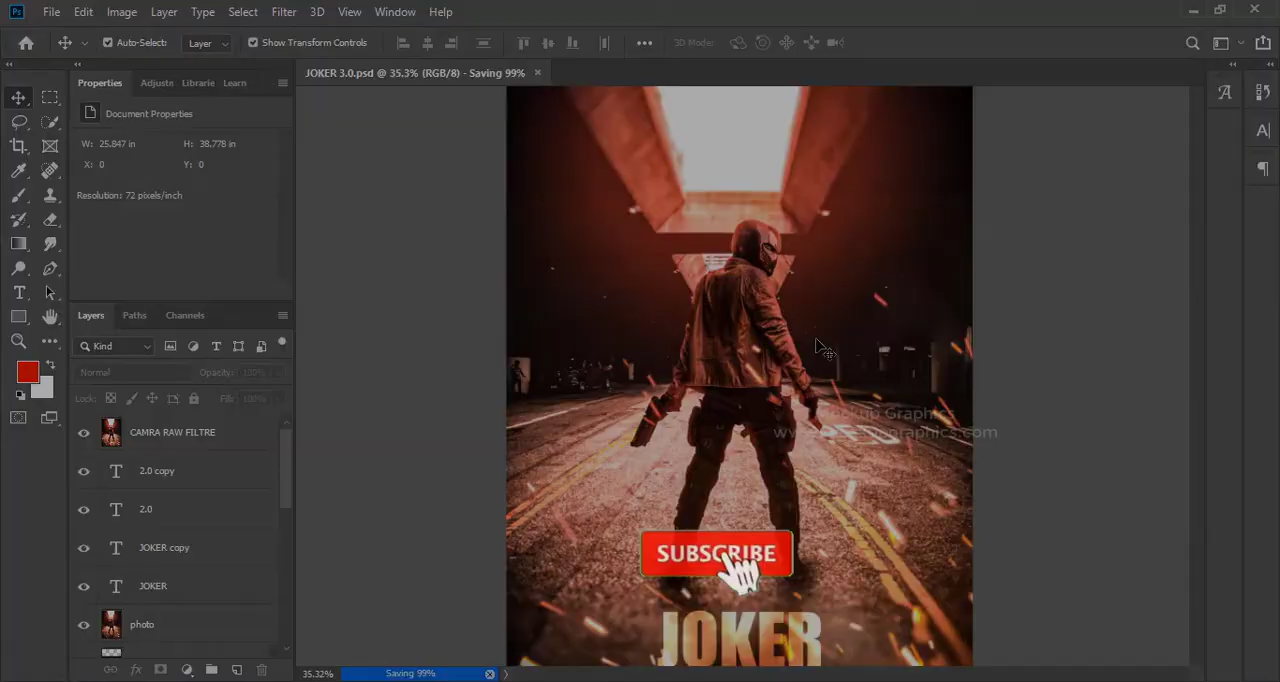 Ps File Edit Image Layer Type Select Filter 3D View Window Help
Auto-Select: Layer Show Transform Controls 3D Mode:
JOKER 3.0.psd @ 35.3% (RGB/8) - Saving 99% ×
Properties Adjustn Librarie Learn
Document Properties
W: 25.847 in H: 38.778 in
X: 0 Y: 0
Resolution: 72 pixels/inch
Layers Paths Channels
Kind
Normal Opacity: 100%
Lock: Fill: 100%
CAMRA RAW FILTRE
2.0 copy
2.0
JOKER copy
JOKER
photo
Graphics
SUBSCRIBE
JOKER
35.32% Saving 99%